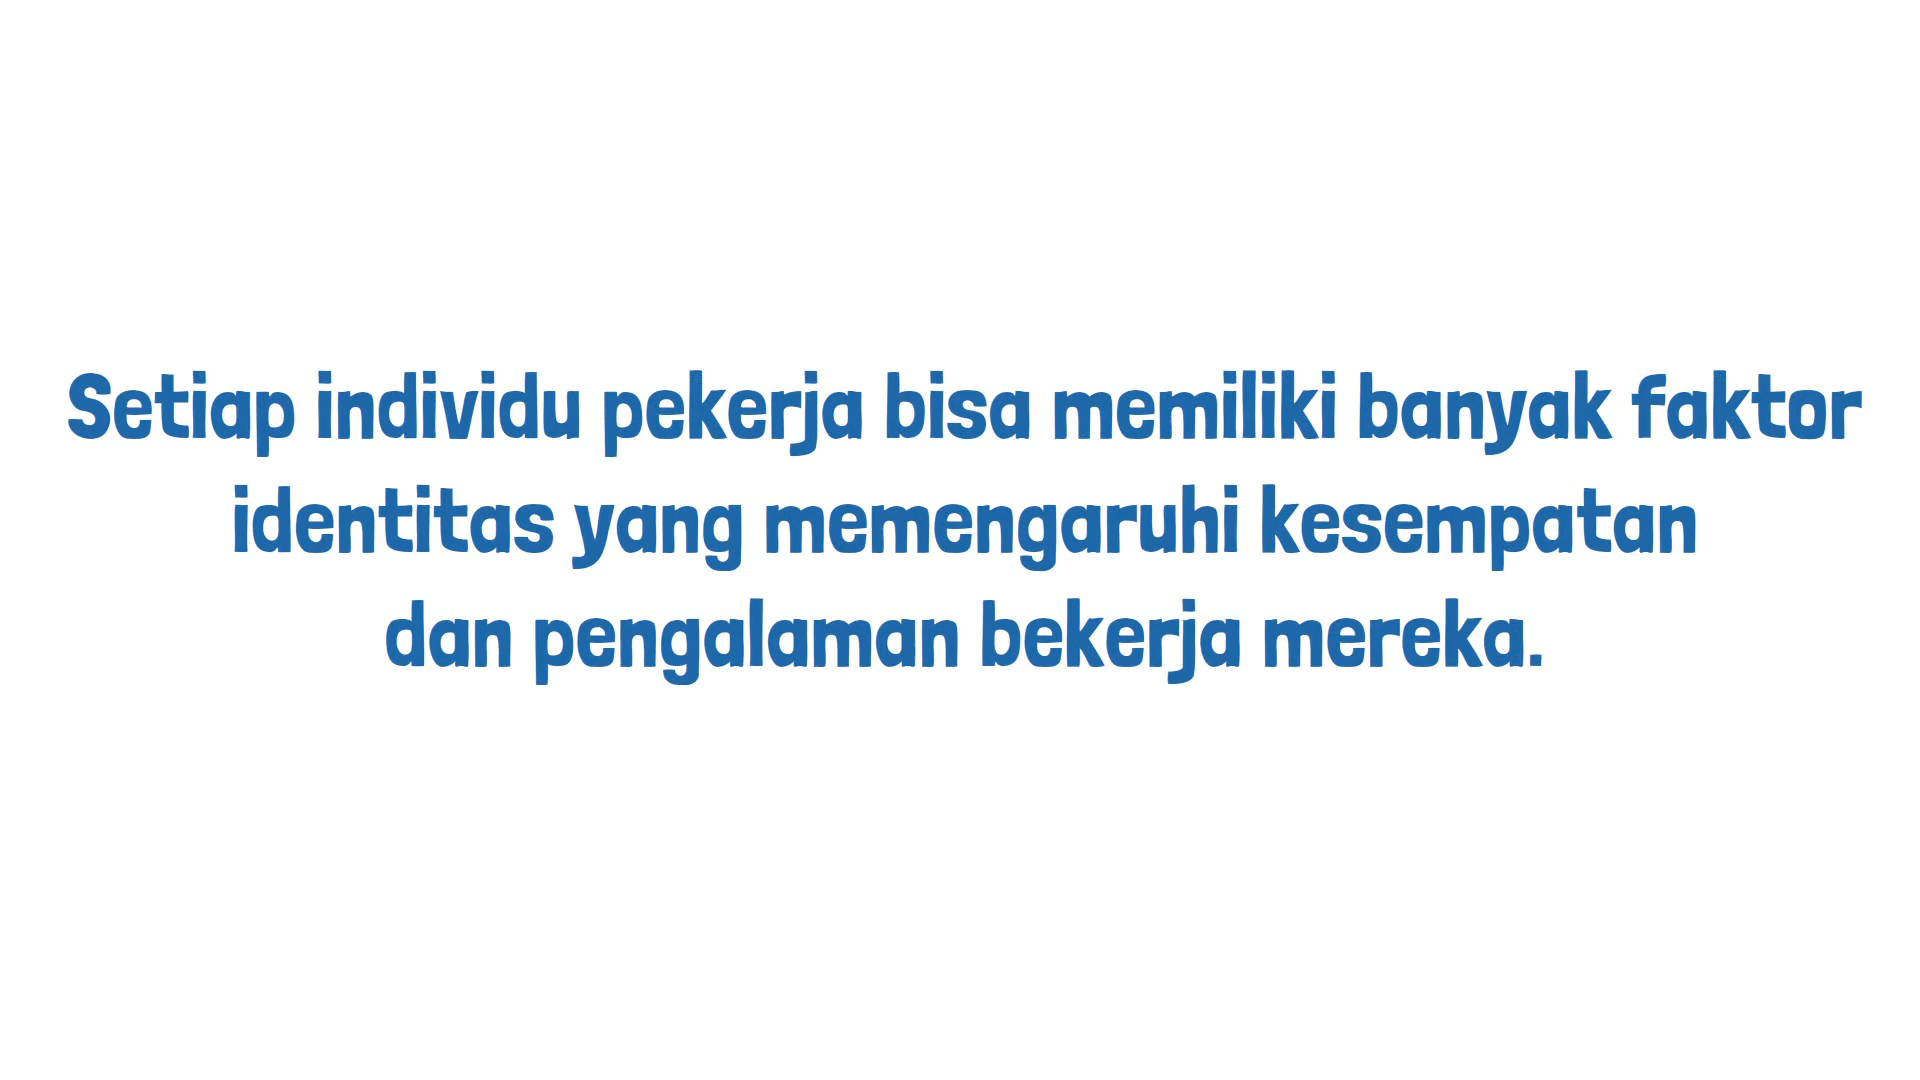 Setiap individu pekerja bisa memiliki banyak faktor
identitas yang memengaruhi kesempatan
dan pengalaman bekerja mereka.